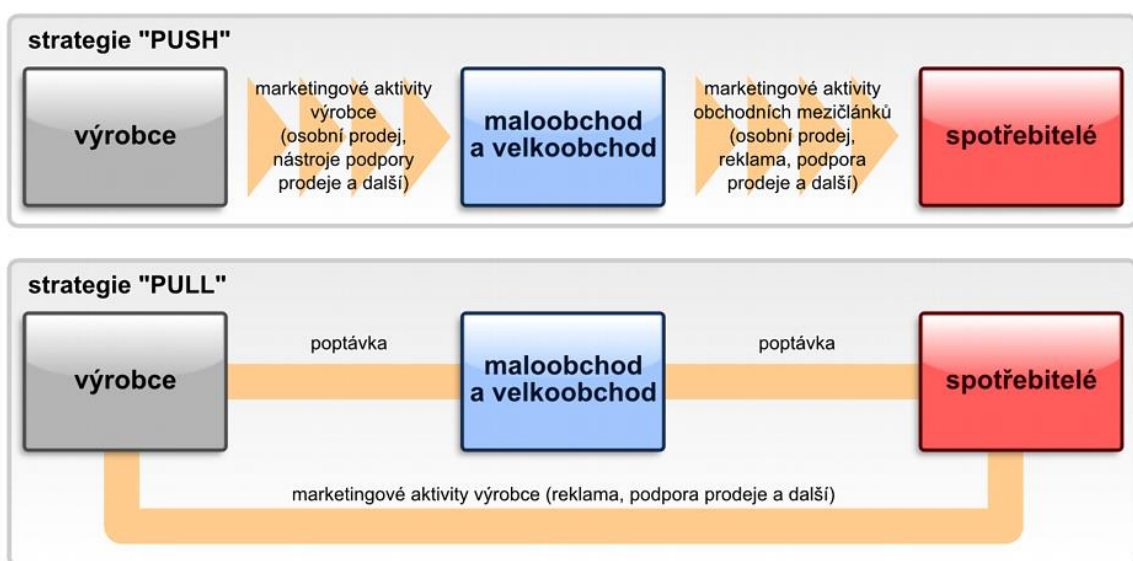 strategie "PUSH"
výrobce
marketingové aktivity
výrobce
(osobní prodej,
nástroje podpory
prodeje a další)
maloobchod
a velkoobchod
marketingové aktivity
obchodních mezičlánků
(osobní prodej,
reklama, podpora
prodeje a další)
spotřebitelé
strategie "PULL"
výrobce
poptávka
maloobchod
a velkoobchod
poptávka
spotřebitelé
marketingové aktivity výrobce (reklama, podpora prodeje a další)